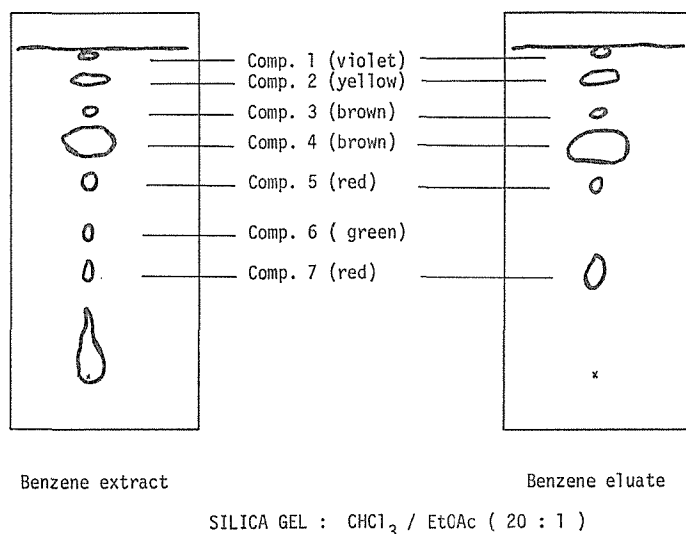 Comp. 1 (violet)
Comp. 2 (yellow)
Comp. 3 (brown)
Comp. 4 (brown)
Comp. 5 (red)
Comp. 6 ( green)
Comp. 7 (red)
x
x
Benzene extract
Benzene eluate
SILICA GEL : CHCl3 / EtCAc ( 20 : 1 )